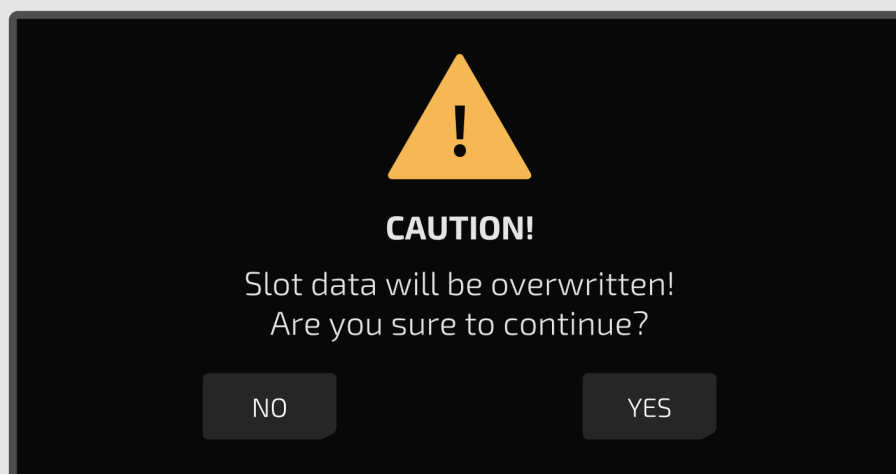 CAUTION!
Slot data will be overwritten!
Are you sure to continue?
NO YES